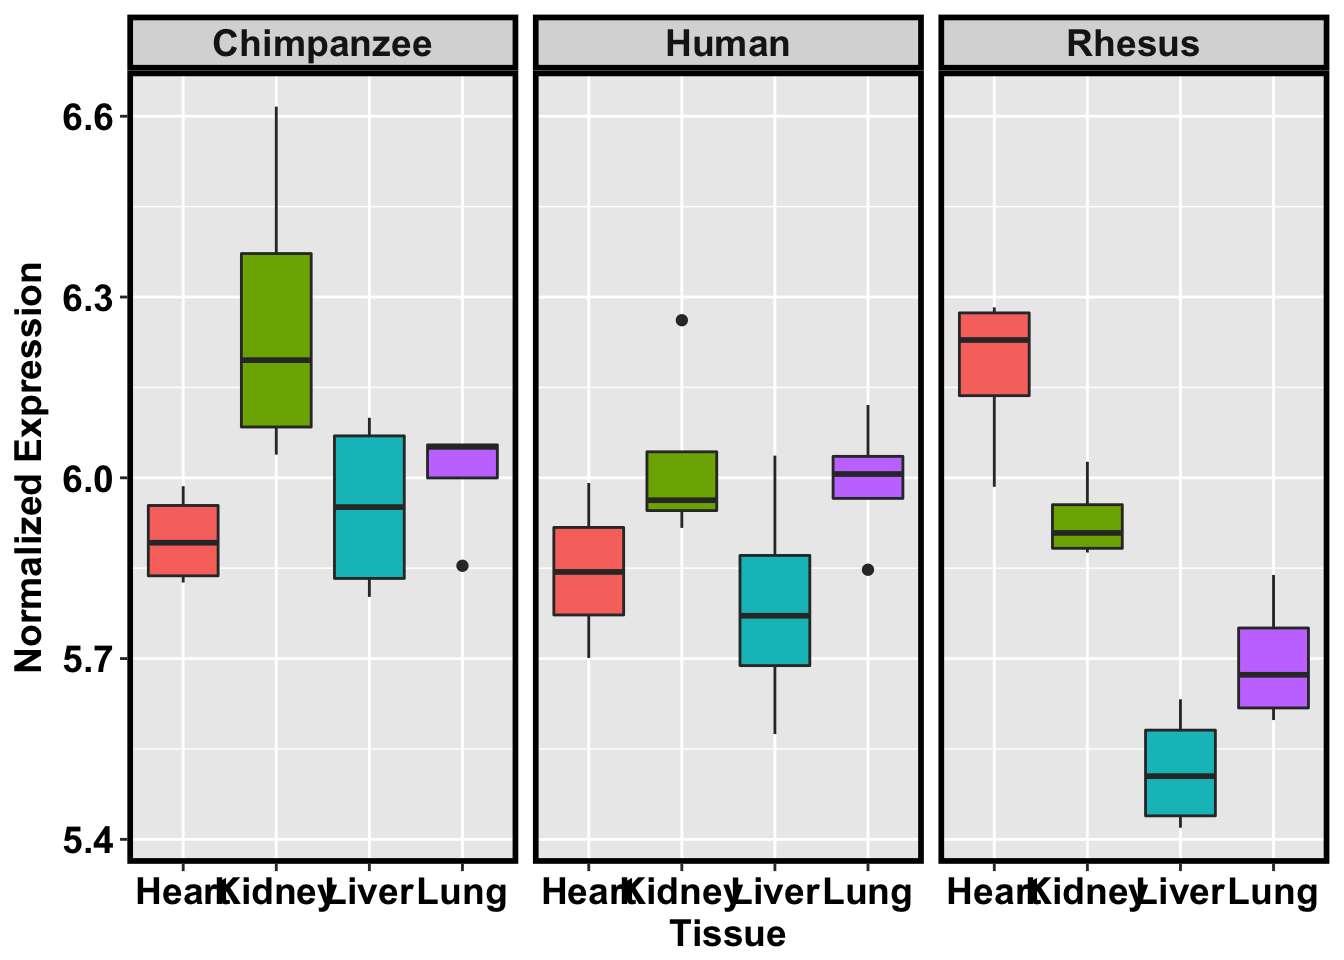 Chimpanzee Human Rhesus
6.6
6.3
6.0
5.7
5.4
Normalized Expression
Heart Kidney Liver Lung Heart Kidney Liver Lung Heart Kidney Liver Lung
Tissue